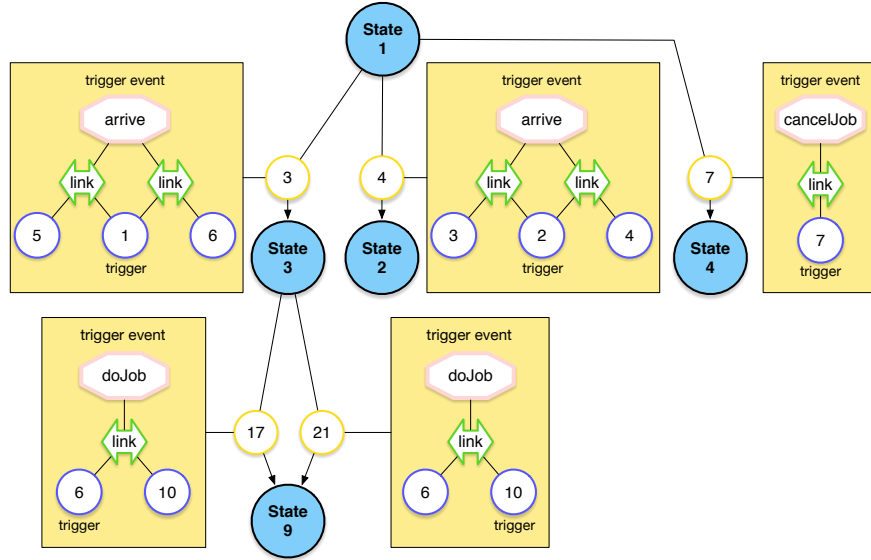 State
1
trigger event
arrive
link
link
5
1
6
trigger
3
4
trigger event
arrive
link
link
3
2
4
trigger
7
trigger event
cancelJob
link
7
trigger
State
3
State
2
State
4
trigger event
doJob
link
6
10
trigger
17
21
trigger event
doJob
link
6
10
trigger
State
9